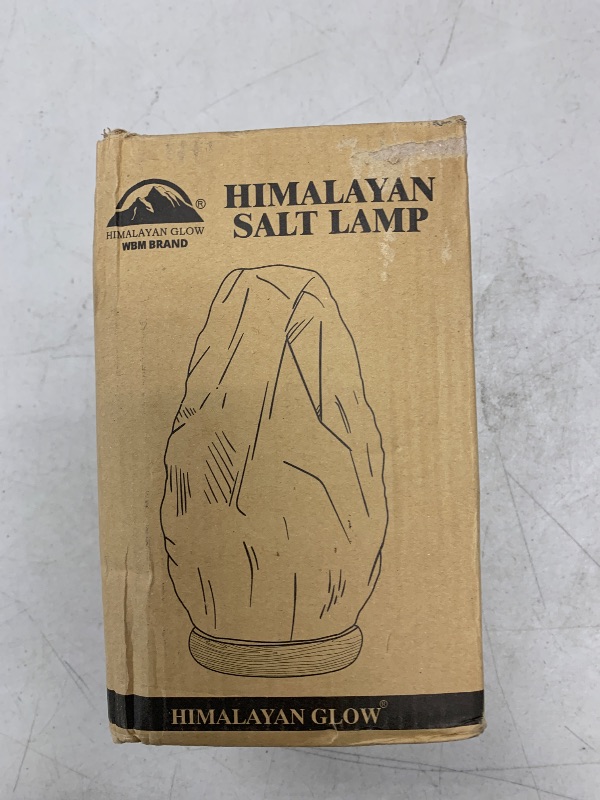 HIMALAYAN GLOW
WBM BRAND
®
HIMALAYAN
SALT LAMP
HIMALAYAN GLOW®